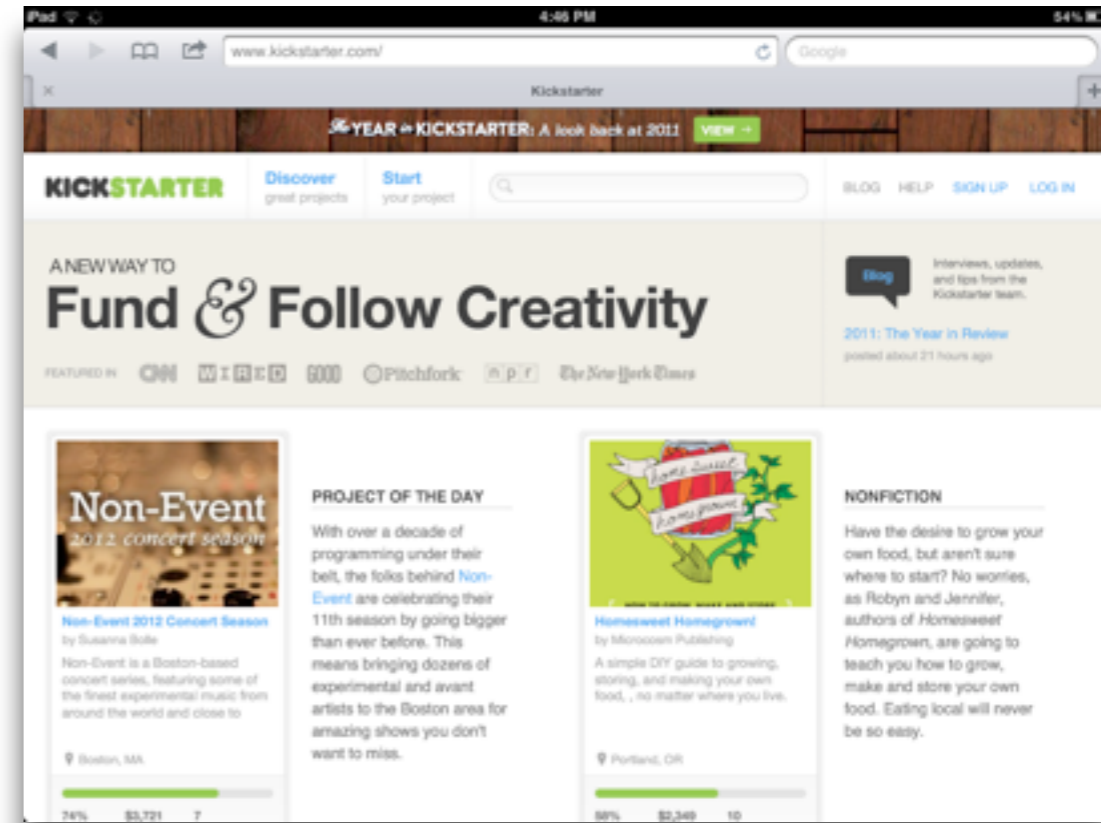 iPad 4:46 PM 54%
www.kickstarter.com/ Google
Kickstarter
The YEAR in KICKSTARTER: A look back at 2011 VIEW →
KICKSTARTER
Discover
great projects
Start
your project
BLOG HELP SIGN UP LOG IN
A NEW WAY TO
Fund & Follow Creativity
FEATURED IN CNN WIRED GOOD Pitchfork npr The New York Times
Blog
Interviews, updates,
and tips from the
Kickstarter team.
2011: The Year in Review
posted about 21 hours ago
Non-Event
2012 concert season
Non-Event 2012 Concert Season
by Susanna Bolle
Non-Event is a Boston-based
concert series, featuring some of
the finest experimental music from
around the world and close to
Boston, MA
74% $3,721 7
PROJECT OF THE DAY
With over a decade of
programming under their
belt, the folks behind Non-
Event are celebrating their
11th season by going bigger
than ever before. This
means bringing dozens of
experimental and avant
artists to the Boston area for
amazing shows you don't
want to miss.
home sweet
homegrown
HOW TO GROW, MAKE AND STORE
Homesweet Homegrown!
by Microcosm Publishing
A simple DIY guide to growing,
storing, and making your own
food, , no matter where you live.
Portland, OR
58% $2,349 10
NONFICTION
Have the desire to grow your
own food, but aren't sure
where to start? No worries,
as Robyn and Jennifer,
authors of Homesweet
Homegrown, are going to
teach you how to grow,
make and store your own
food. Eating local will never
be so easy.